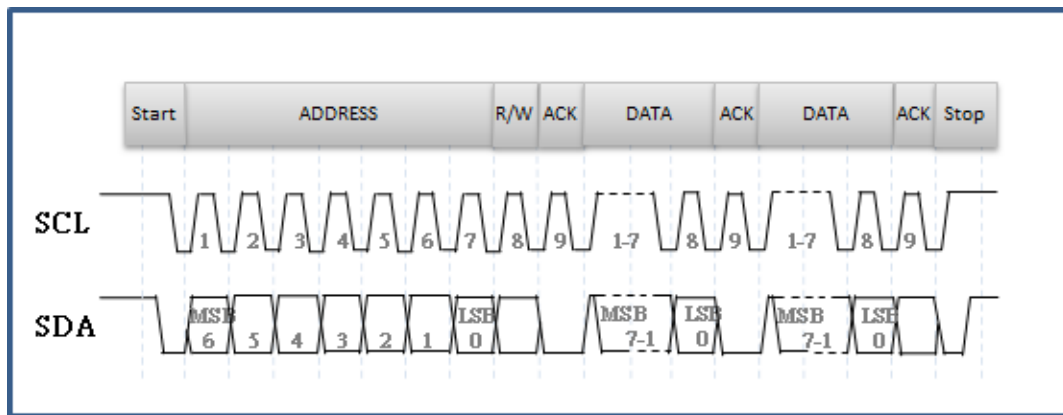 Start ADDRESS R/W ACK DATA ACK DATA ACK Stop
SCL 1 2 3 4 5 6 7 8 9 1-7 8 9 1-7 8 9
SDA MSB LSB MSB LSB MSB LSB
6 5 4 3 2 1 0 7-1 0 7-1 0